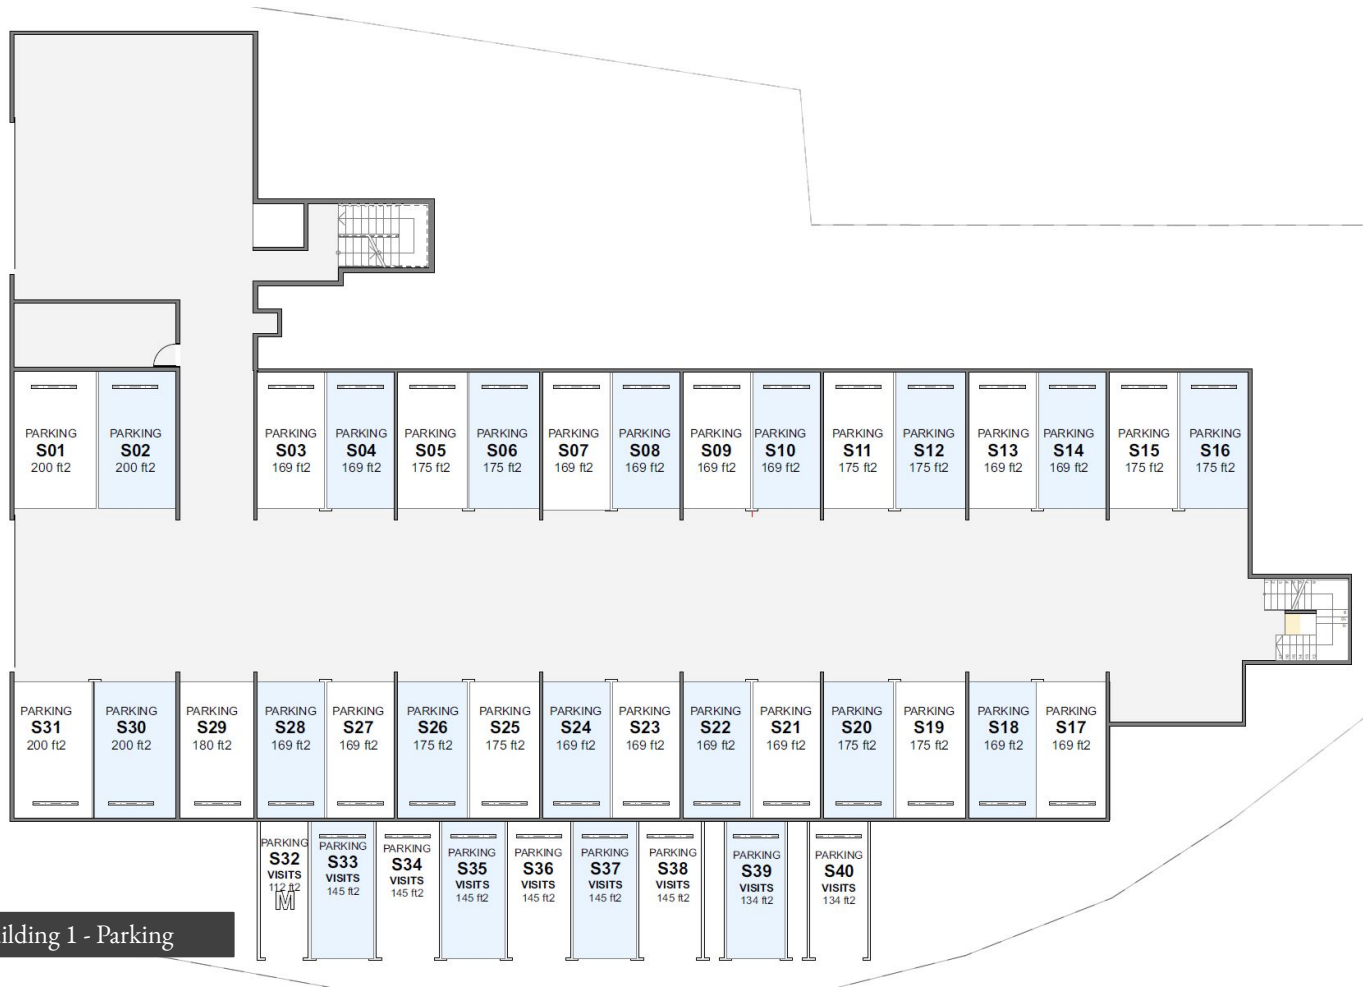 PARKING
S01
200 ft2
PARKING
S02
200 ft2
PARKING
S03
169 ft2
PARKING
S04
169 ft2
PARKING
S05
175 ft2
PARKING
S06
175 ft2
PARKING
S07
169 ft2
PARKING
S08
169 ft2
PARKING
S09
169 ft2
PARKING
S10
169 ft2
PARKING
S11
175 ft2
PARKING
S12
175 ft2
PARKING
S13
169 ft2
PARKING
S14
169 ft2
PARKING
S15
175 ft2
PARKING
S16
175 ft2
PARKING
S31
200 ft2
PARKING
S30
200 ft2
PARKING
S29
180 ft2
PARKING
S28
169 ft2
PARKING
S27
169 ft2
PARKING
S26
175 ft2
PARKING
S25
175 ft2
PARKING
S24
169 ft2
PARKING
S23
169 ft2
PARKING
S22
169 ft2
PARKING
S21
169 ft2
PARKING
S20
175 ft2
PARKING
S19
175 ft2
PARKING
S18
169 ft2
PARKING
S17
169 ft2
PARKING
S32
VISITS
112 ft2
M
PARKING
S33
VISITS
145 ft2
PARKING
S34
VISITS
145 ft2
PARKING
S35
VISITS
145 ft2
PARKING
S36
VISITS
145 ft2
PARKING
S37
VISITS
145 ft2
PARKING
S38
VISITS
145 ft2
PARKING
S39
VISITS
134 ft2
PARKING
S40
VISITS
134 ft2
ilding 1 - Parking